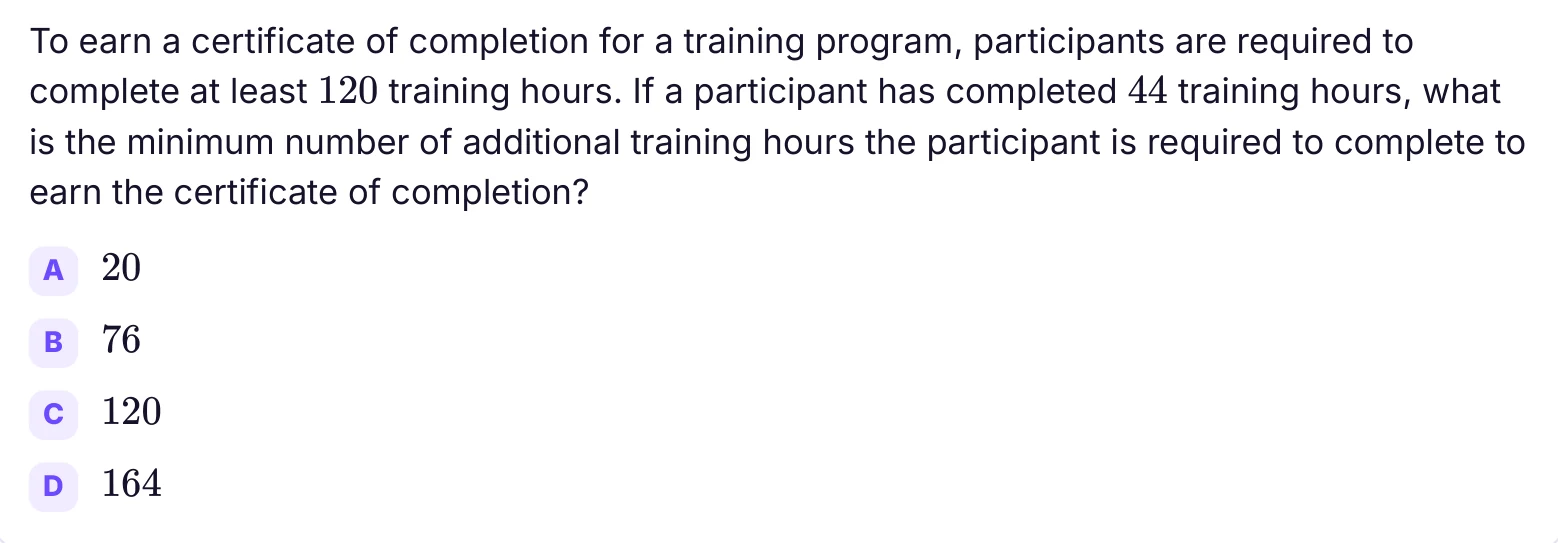 To earn a certificate of completion for a training program, participants are required to
complete at least 120 training hours. If a participant has completed 44 training hours, what
is the minimum number of additional training hours the participant is required to complete to
earn the certificate of completion?
A 20
B 76
C 120
D 164